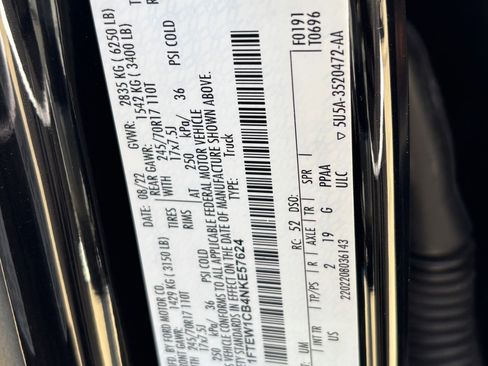 MFD. BY FORD MOTOR CO.
DATE: 08/22
GVWR: 2835 KG ( 6250 LB)
GAWR: 1429 KG ( 3150 LB)
REAR GAWR: 1542 KG ( 3400 LB)
245/70R17 110T
TIRES WITH 245/70R17 110T
17x7.5J
RIMS 17x7.5J
250 kPa/ 36 PSI COLD
AT 250 kPa/ 36 PSI COLD
VEHICLE CONFORMS TO ALL APPLICABLE FEDERAL MOTOR VEHICLE
SAFETY STANDARDS IN EFFECT ON THE DATE OF MANUFACTURE SHOWN ABOVE.
1FTEW1CB4NKE57624
TYPE: Truck
F0191
T0696
RC: 52 DSO:
UM
INT TR TP/PS R AXLE TR SPR
US 2 19 G PPAA
2202208036143 ULC
▽ 5U5A-3520472-AA